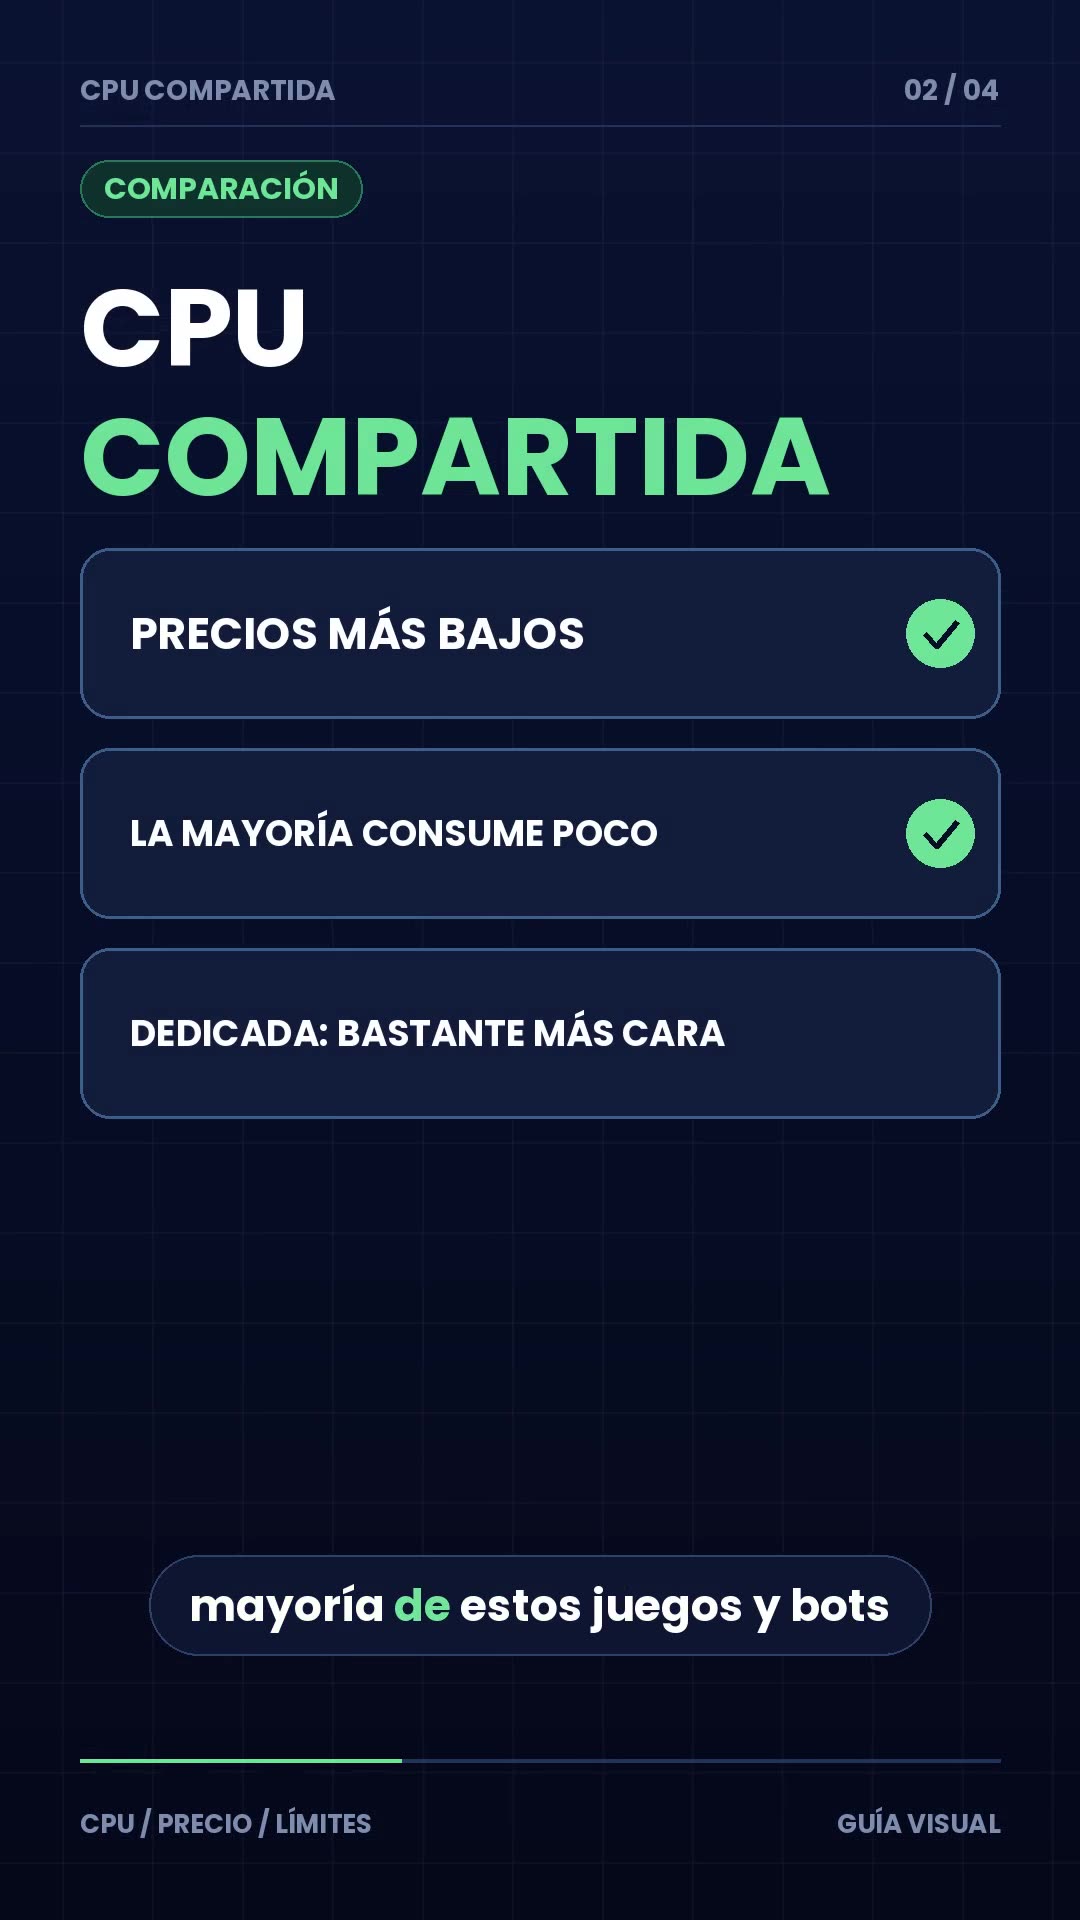 CPU COMPARTIDA
02 / 04
COMPARACIÓN
CPU
COMPARTIDA
PRECIOS MÁS BAJOS
LA MAYORÍA CONSUME POCO
DEDICADA: BASTANTE MÁS CARA
mayoría de estos juegos y bots
CPU / PRECIO / LÍMITES
GUÍA VISUAL